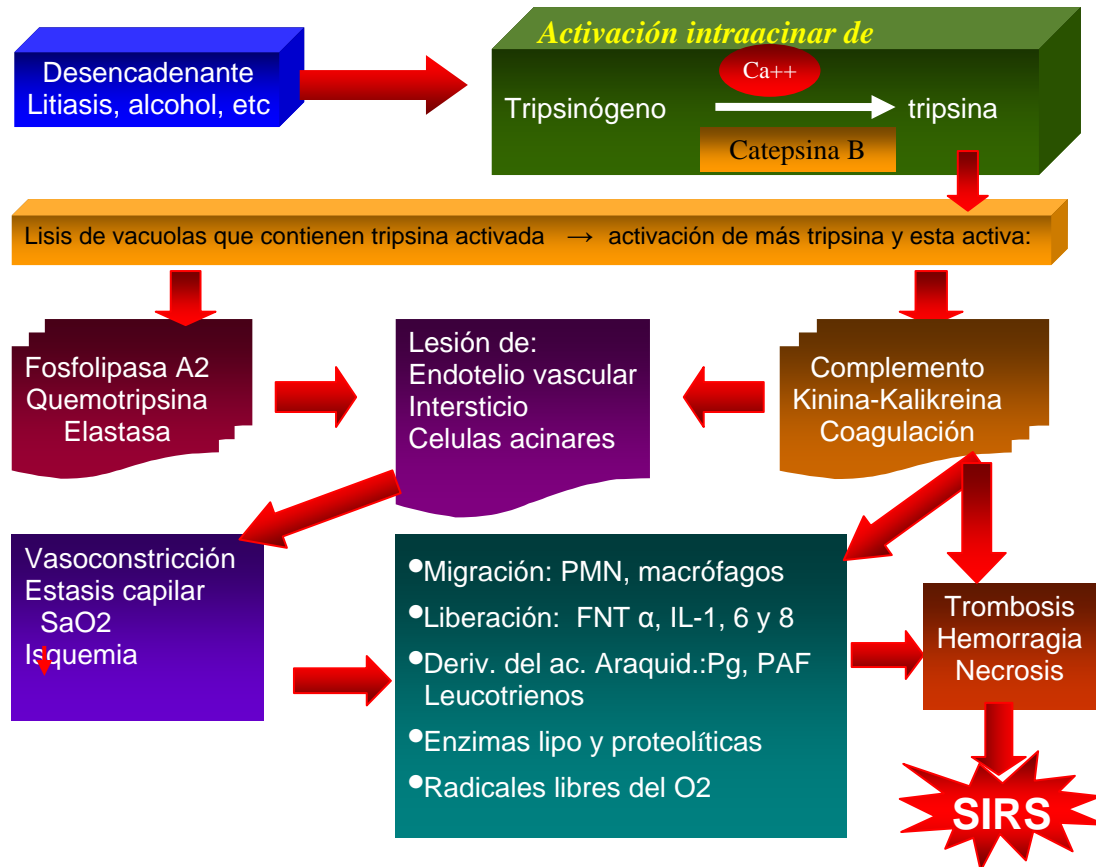 Desencadenante
Litiasis, alcohol, etc
Activación intraacinar de
Ca++
Tripsinógeno
tripsina
Catepsina B
Lisis de vacuolas que contienen tripsina activada → activación de más tripsina y esta activa:
Fosfolipasa A2
Quemotripsina
Elastasa
Lesión de:
Endotelio vascular
Intersticio
Celulas acinares
Complemento
Kinina-Kalikreina
Coagulación
Vasoconstricción
Estasis capilar
SaO2
Isquemia
•Migración: PMN, macrófagos
•Liberación: FNT α, IL-1, 6 y 8
•Deriv. del ac. Araquid.:Pg, PAF
Leucotrienos
•Enzimas lipo y proteolíticas
•Radicales libres del O2
Trombosis
Hemorragia
Necrosis
SIRS